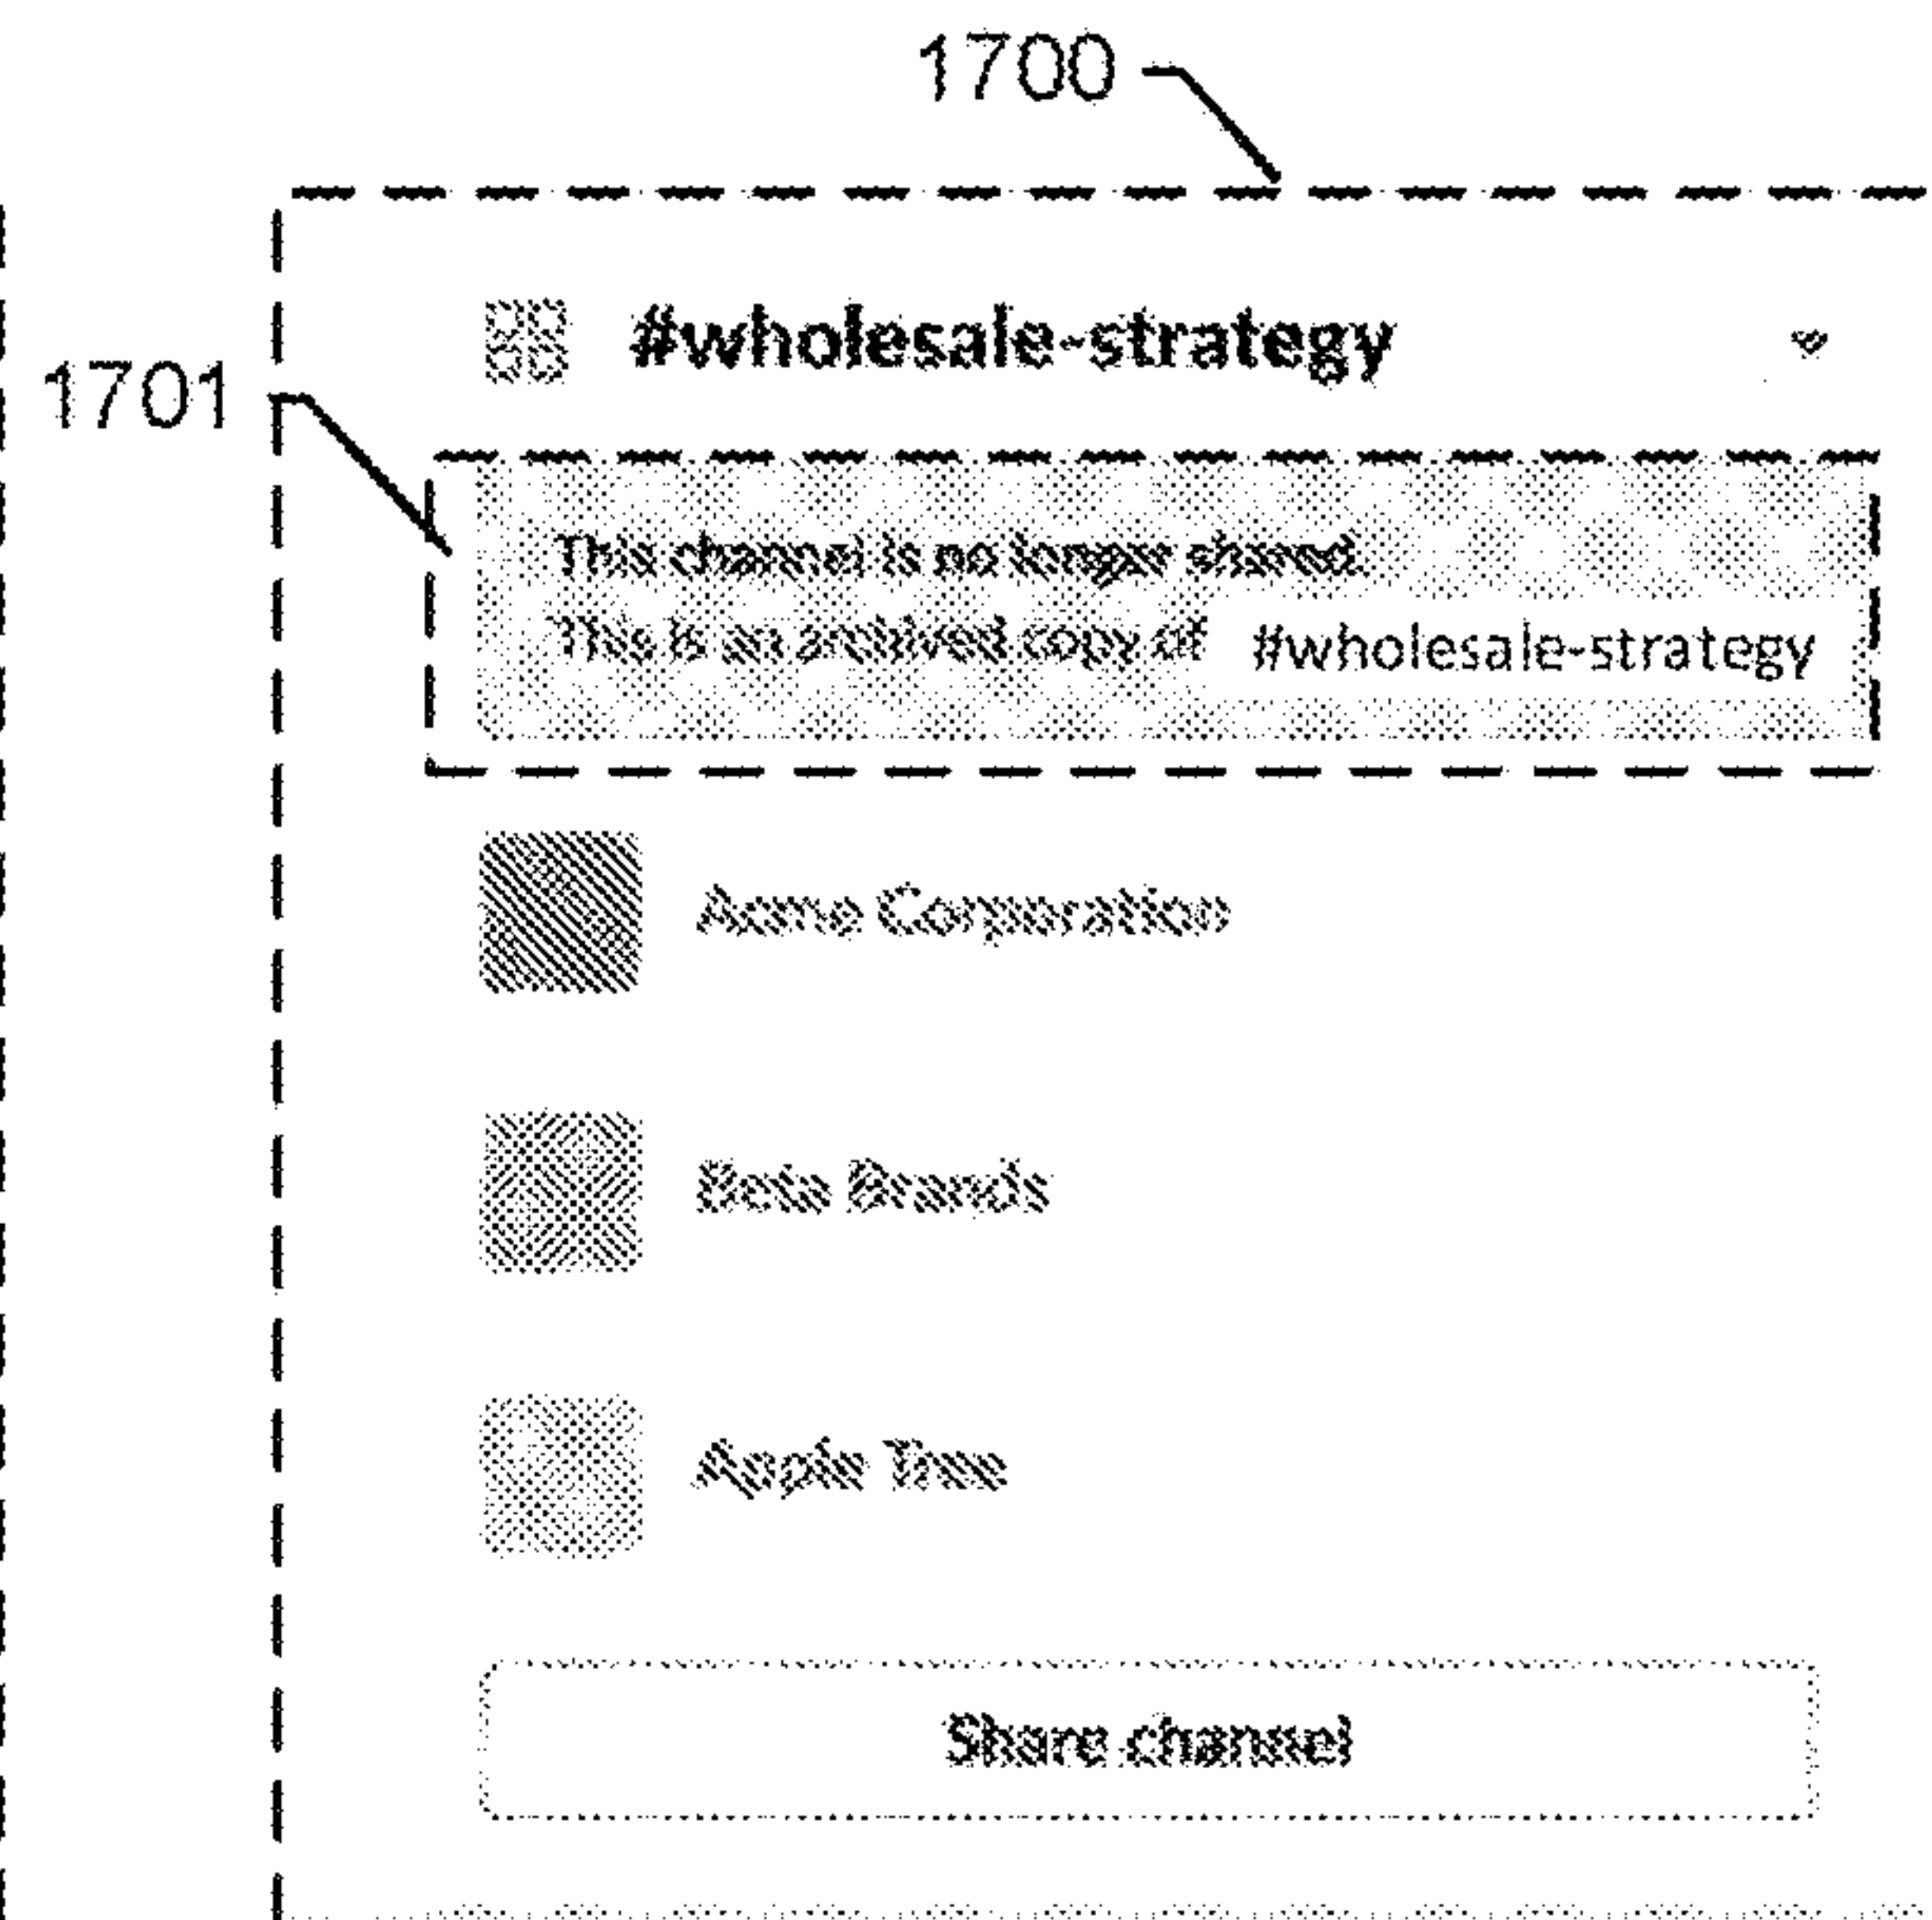 1700
#wholesale-strategy
1701
This channel is no longer shared.
This is an archived copy of #wholesale-strategy
Acme Corporation
Beta Brands
Apple Tree
Share channel